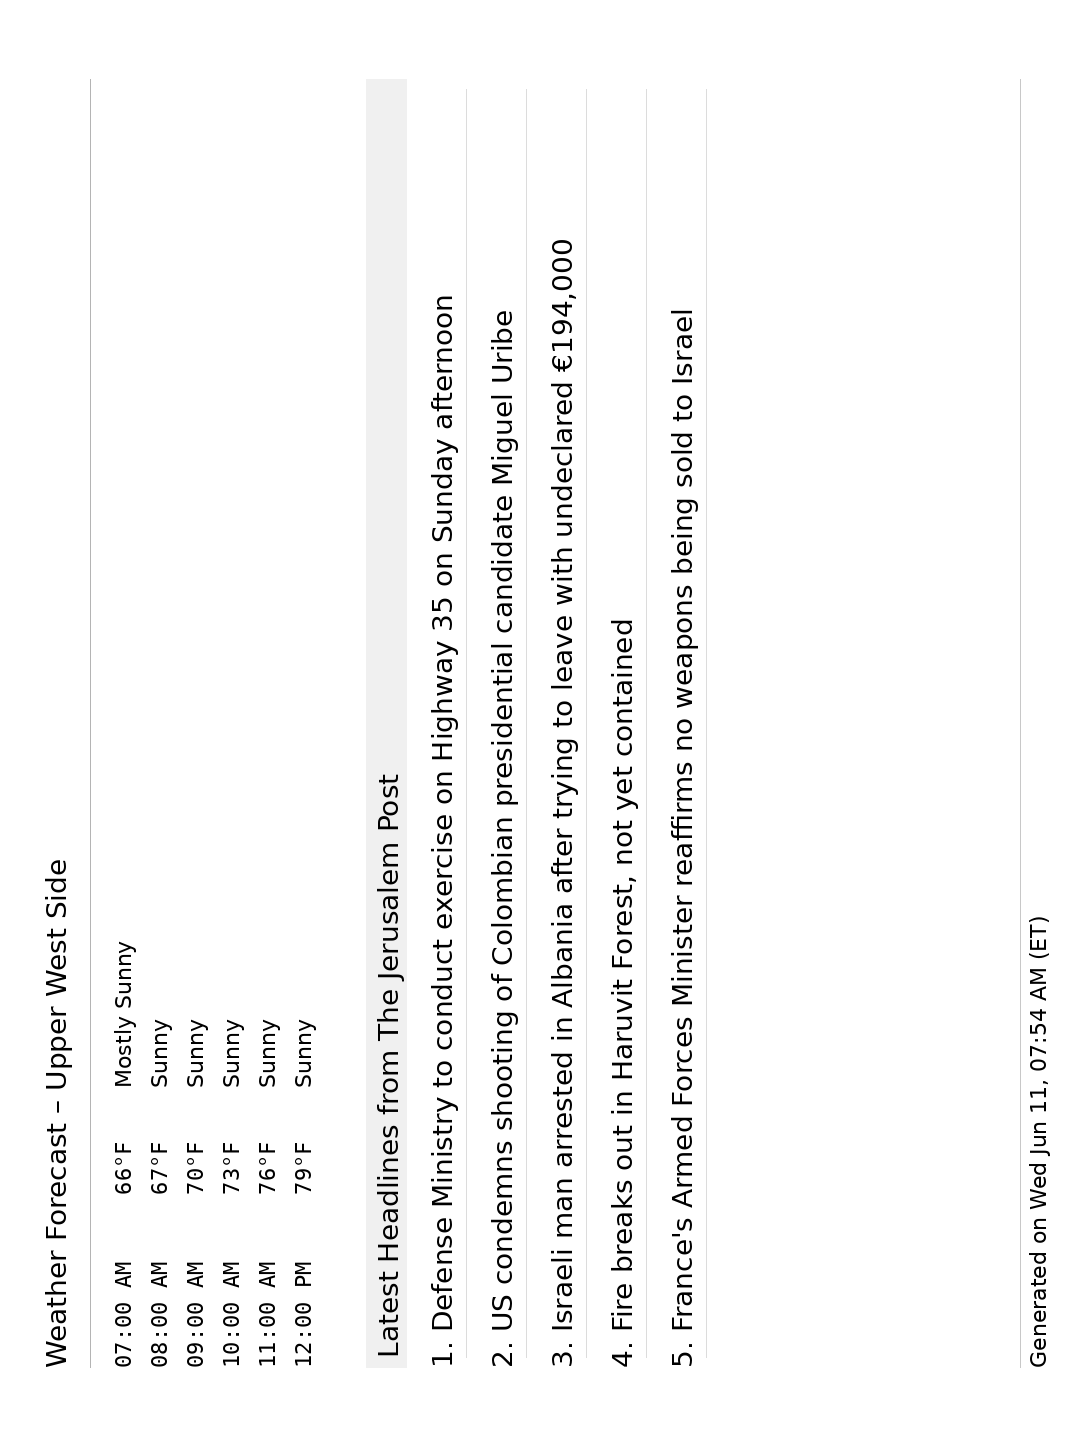 Weather Forecast – Upper West Side
07:00 AM 66°F Mostly Sunny
08:00 AM 67°F Sunny
09:00 AM 70°F Sunny
10:00 AM 73°F Sunny
11:00 AM 76°F Sunny
12:00 PM 79°F Sunny
Latest Headlines from The Jerusalem Post
1. Defense Ministry to conduct exercise on Highway 35 on Sunday afternoon
2. US condemns shooting of Colombian presidential candidate Miguel Uribe
3. Israeli man arrested in Albania after trying to leave with undeclared €194,000
4. Fire breaks out in Haruvit Forest, not yet contained
5. France's Armed Forces Minister reaffirms no weapons being sold to Israel
Generated on Wed Jun 11, 07:54 AM (ET)